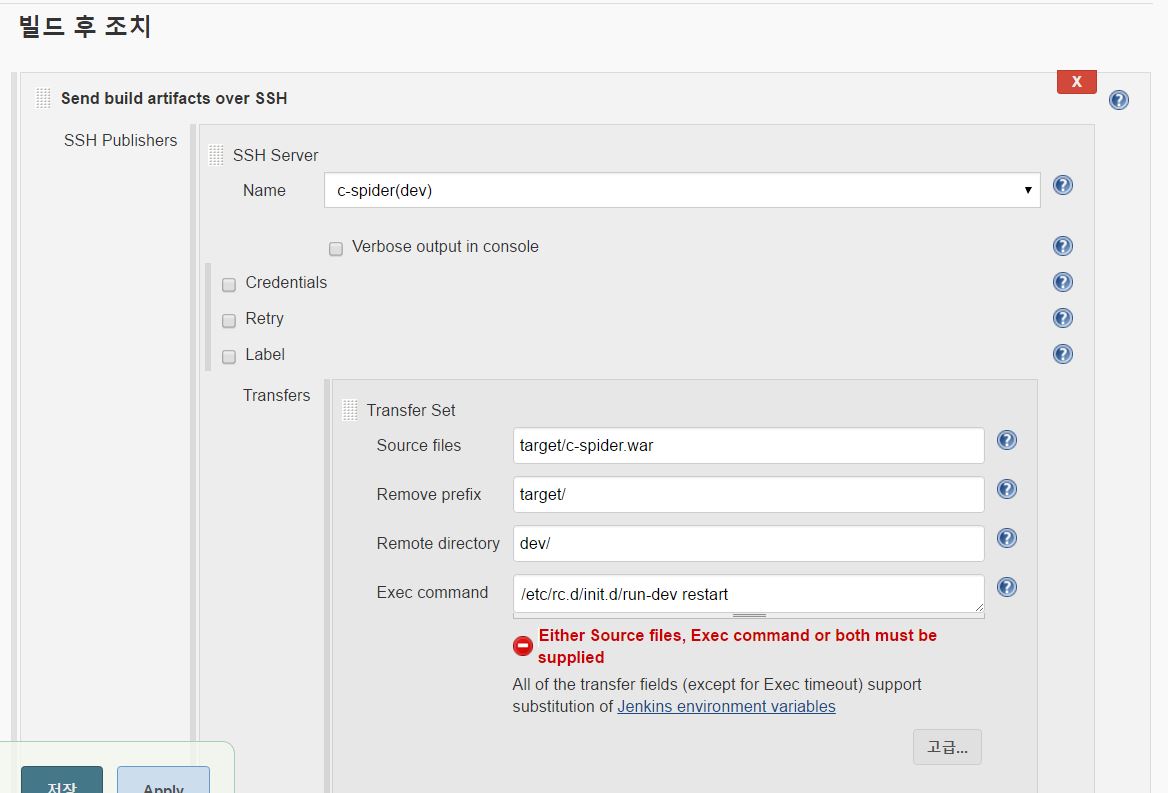 빌드 후 조치
X
Send build artifacts over SSH
SSH Publishers
SSH Server
Name
c-spider(dev)
Verbose output in console
Credentials
Retry
Label
Transfers
Transfer Set
Source files
target/c-spider.war
Remove prefix
target/
Remote directory
dev/
Exec command
/etc/rc.d/init.d/run-dev restart
Either Source files, Exec command or both must be
supplied
All of the transfer fields (except for Exec timeout) support
substitution of Jenkins environment variables
고급...
저장
Apply